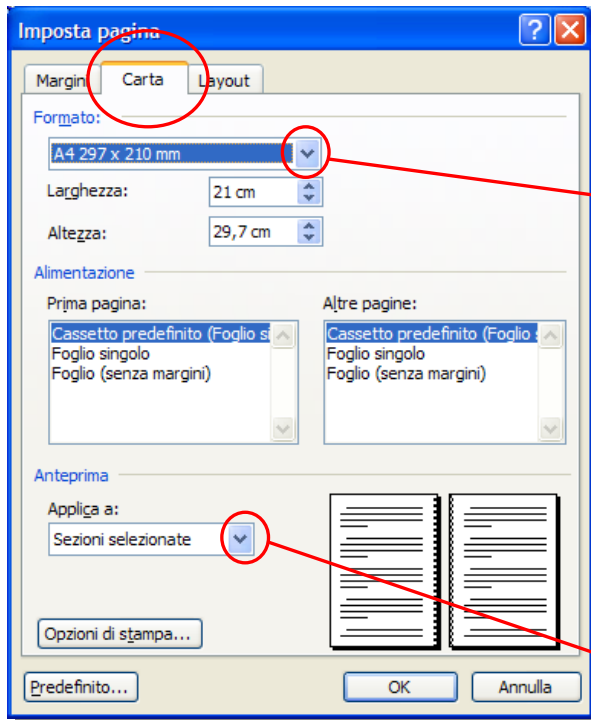 Imposta pagina
Margini Carta Layout
Formato:
A4 297 x 210 mm
Larghezza: 21 cm
Altezza: 29,7 cm
Alimentazione
Prima pagina: Altre pagine:
Cassetto predefinito (Foglio si Cassetto predefinito (Foglio
Foglio singolo Foglio singolo
Foglio (senza margini) Foglio (senza margini)
Anteprima
Applica a:
Sezioni selezionate
Opzioni di stampa...
Predefinito... OK Annulla